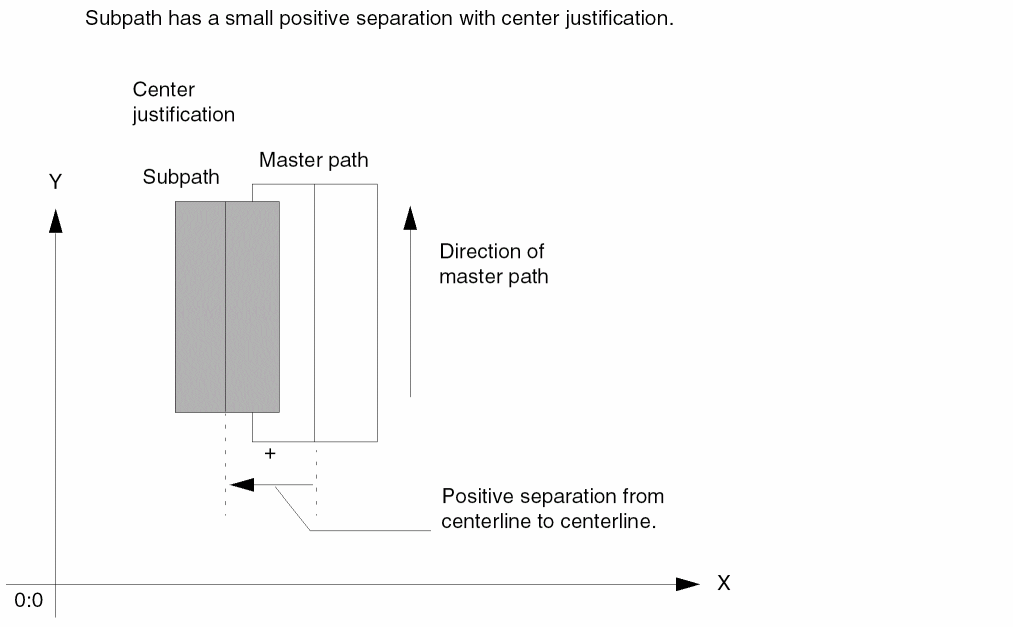 Subpath has a small positive separation with center justification.
Center
justification
Master path
Subpath
Y
Direction of
master path
+
Positive separation from
centerline to centerline.
X
0:0